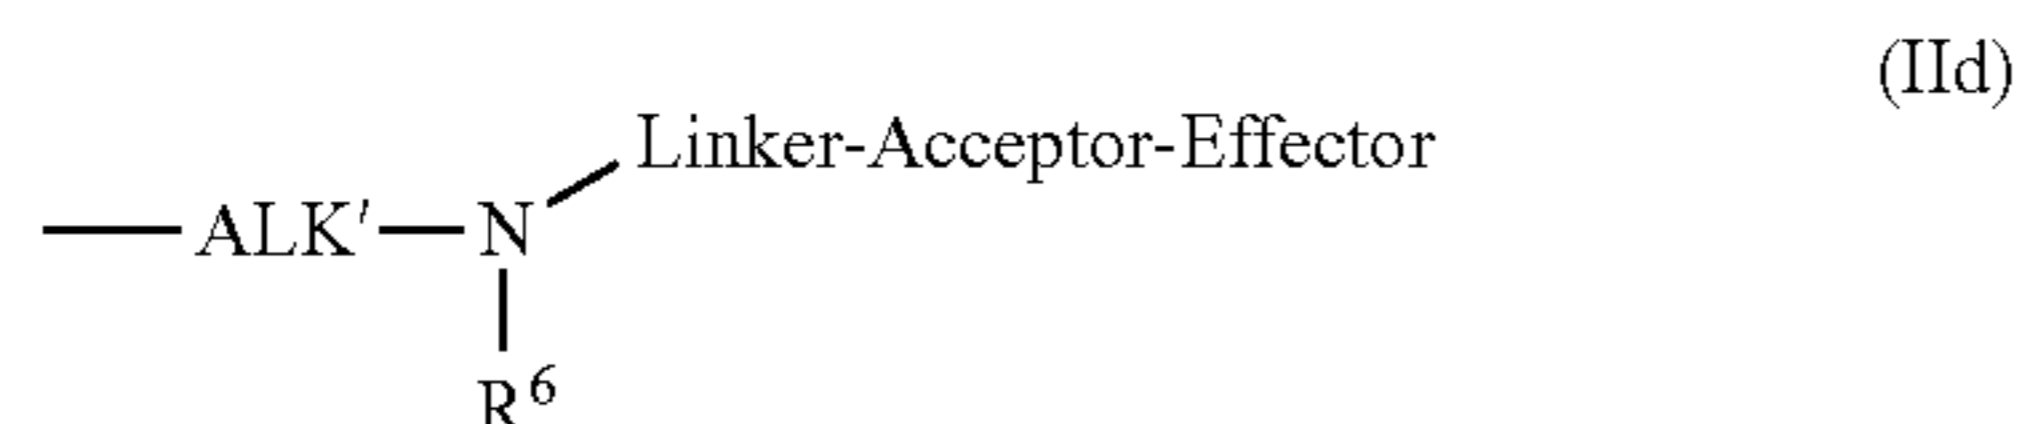 (IId)
Linker-Acceptor-Effector
ALK′—N
R⁶